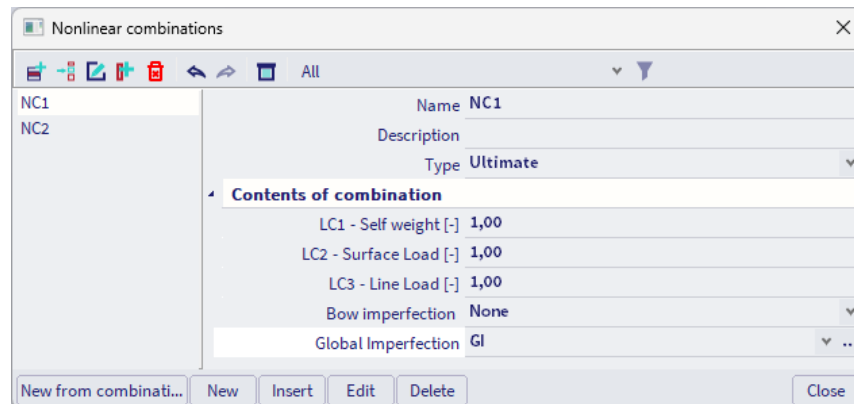 Nonlinear combinations
All
NC1
NC2
Name NC1
Description
Type Ultimate
Contents of combination
LC1 - Self weight [-] 1,00
LC2 - Surface Load [-] 1,00
LC3 - Line Load [-] 1,00
Bow imperfection None
Global Imperfection GI
New from combinati... New Insert Edit Delete Close